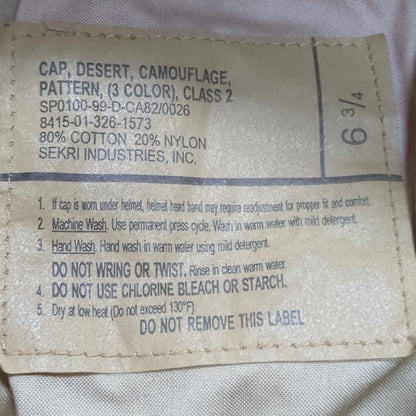 CAP, DESERT, CAMOUFLAGE,
PATTERN, (3 COLOR), CLASS 2
SP0100-99-D-CA82/0026
8415-01-326-1573
80% COTTON 20% NYLON
SEKRI INDUSTRIES, INC.
6 3/4
1. If cap is worn under helmet, helmet head band may require readjustment for proper fit and comfort.
2. Machine Wash. Use permanent press cycle. Wash in warm water with mild detergent.
3. Hand Wash. Hand wash in warm water using mild detergent.
DO NOT WRING OR TWIST. Rinse in clean warm water.
4. DO NOT USE CHLORINE BLEACH OR STARCH.
5. Dry at low heat (Do not exceed 130°F).
DO NOT REMOVE THIS LABEL